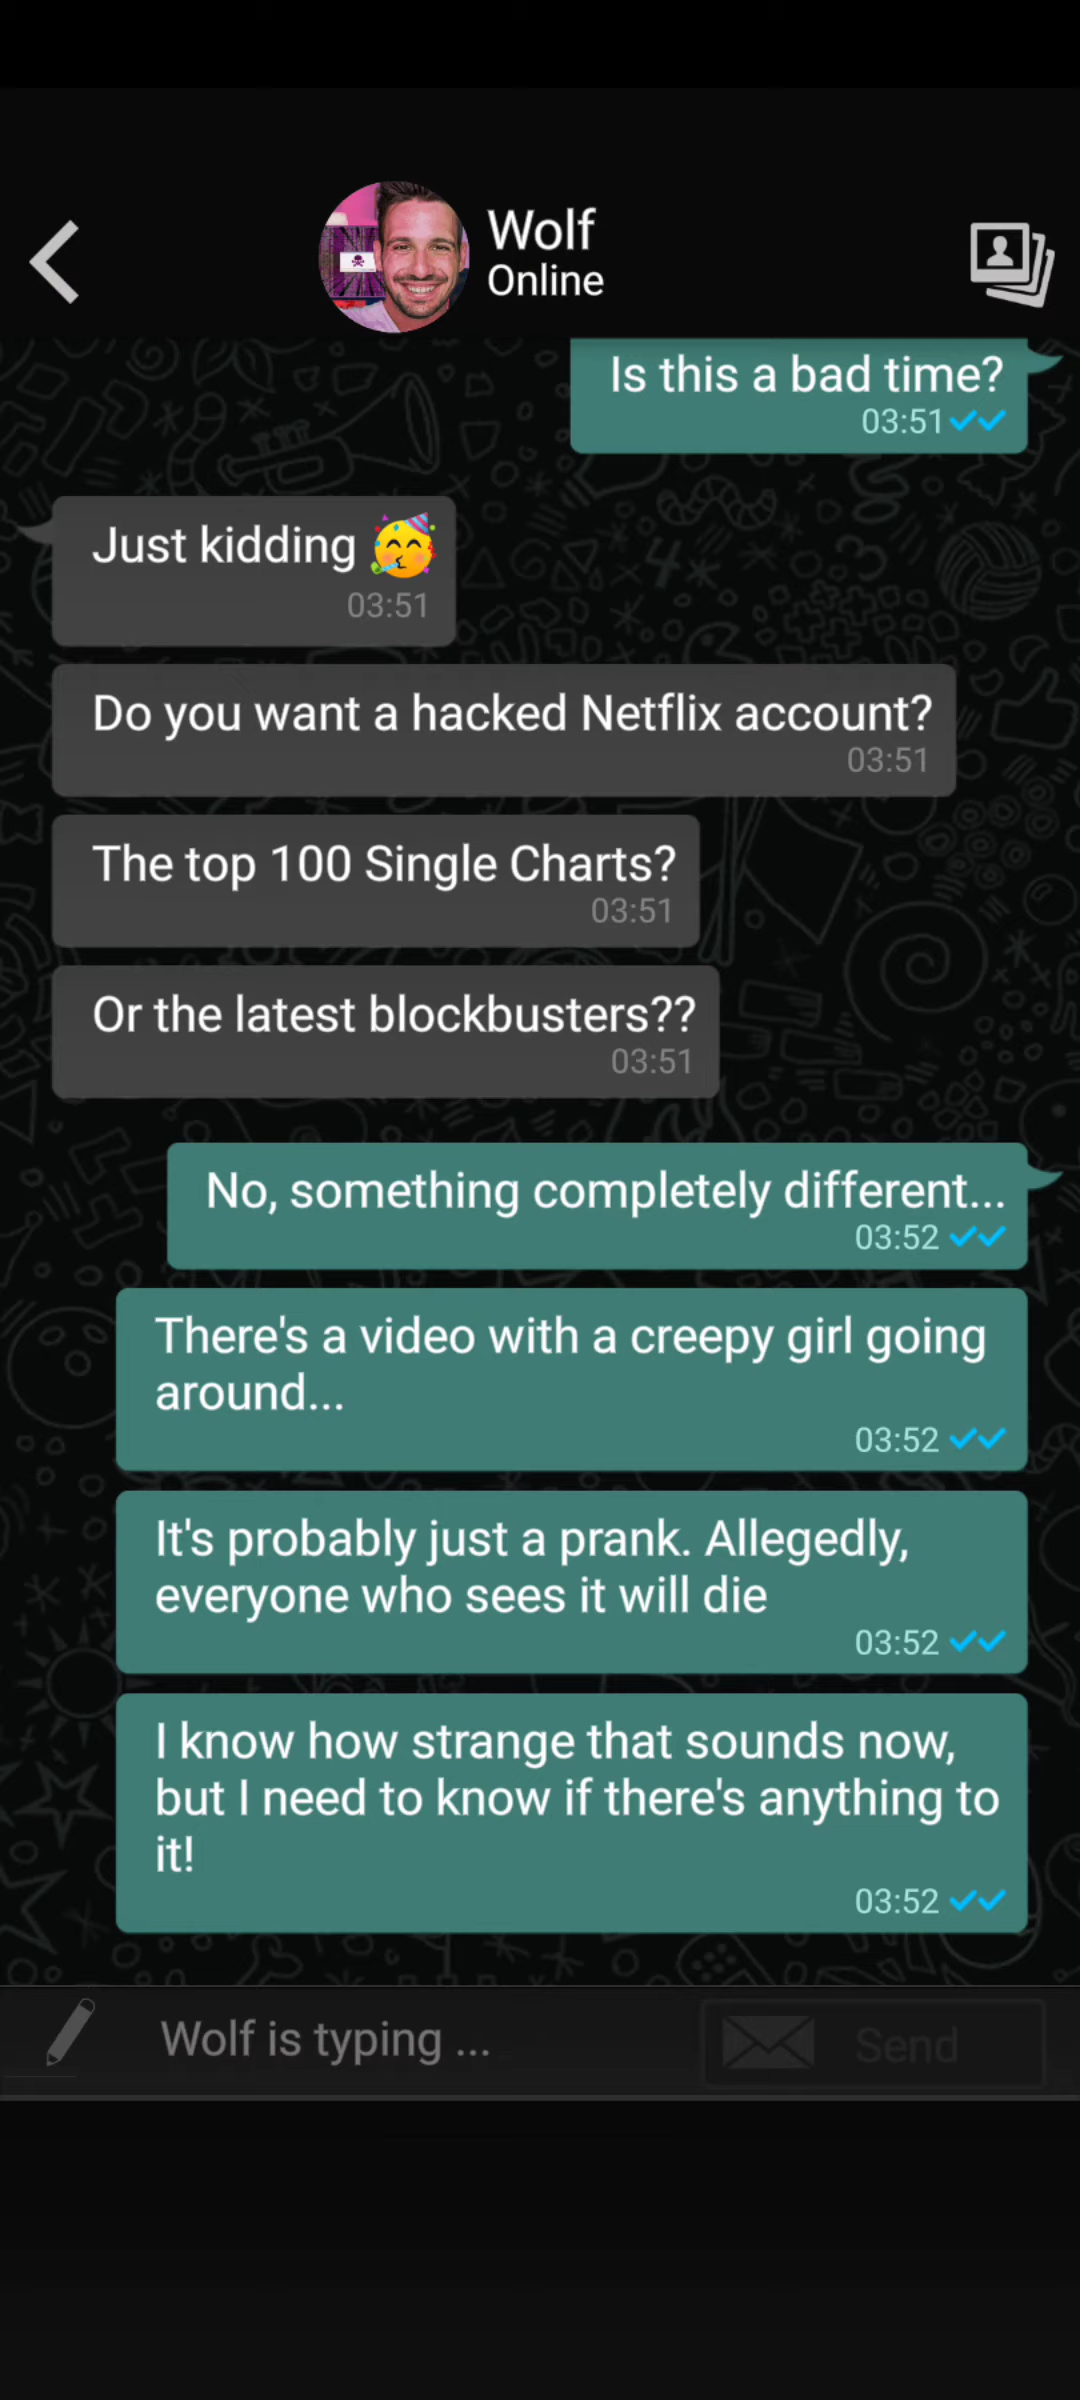 Wolf
Online
Is this a bad time?
03:51
Just kidding 🥳
03:51
Do you want a hacked Netflix account?
03:51
The top 100 Single Charts?
03:51
Or the latest blockbusters??
03:51
No, something completely different...
03:52
There's a video with a creepy girl going
around...
03:52
It's probably just a prank. Allegedly,
everyone who sees it will die
03:52
I know how strange that sounds now,
but I need to know if there's anything to
it!
03:52
Wolf is typing ...
Send